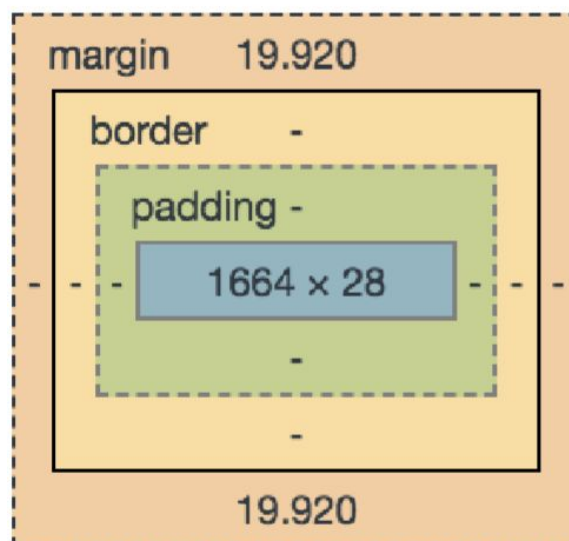 margin 19.920
border -
padding -
- - - 1664 × 28 - - -
-
-
19.920